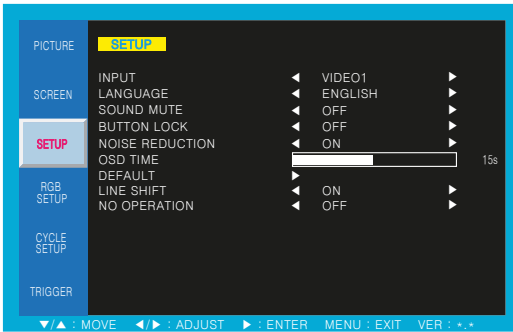 PICTURE
SCREEN
SETUP
RGB
SETUP
CYCLE
SETUP
TRIGGER
SETUP
INPUT ◀ VIDEO1 ▶
LANGUAGE ◀ ENGLISH ▶
SOUND MUTE ◀ OFF ▶
BUTTON LOCK ◀ OFF ▶
NOISE REDUCTION ◀ ON ▶
OSD TIME 15s
DEFAULT ▶
LINE SHIFT ◀ ON ▶
NO OPERATION ◀ OFF ▶
▼/▲ : MOVE ◀/▶ : ADJUST ▶ : ENTER MENU : EXIT VER : *.*